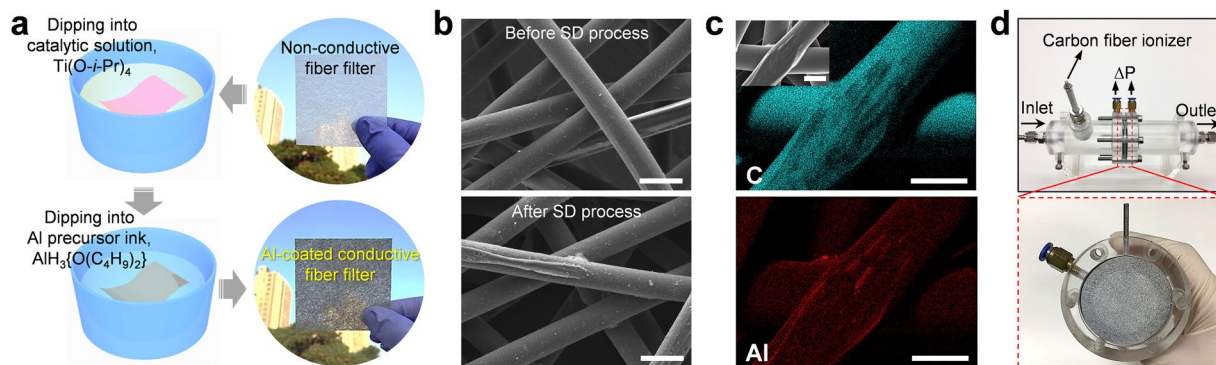 a
Dipping into
catalytic solution,
Ti(O-i-Pr)4
Non-conductive
fiber filter
Dipping into
Al precursor ink,
AlH3{O(C4H9)2}
Al-coated conductive
fiber filter
b
Before SD process
After SD process
c
C
Al
d
Carbon fiber ionizer
ΔP
Inlet
Outlet